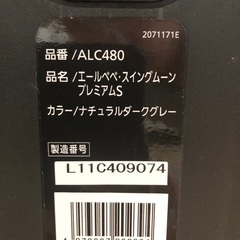 2071171E
品番 /ALC480
品名/エールベベ・スイングムーン
プレミアムS
カラー/ナチュラルダークグレー
製造番号
L11C409074